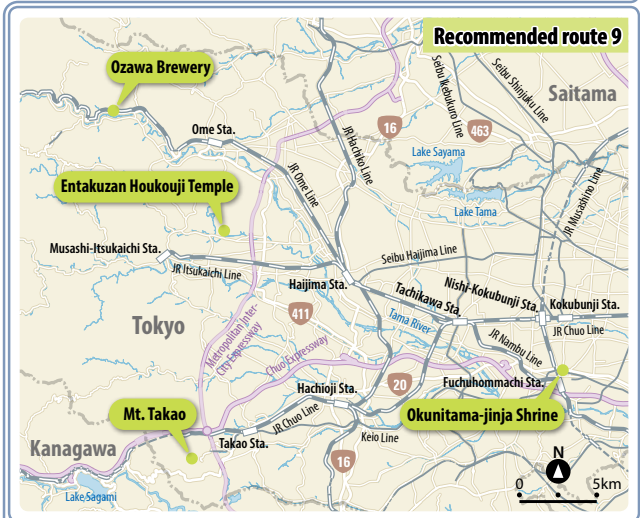 Recommended route 9
Ozawa Brewery
Saitama
Seibu Ikebukuro Line
Seibu Shinjuku Line
Ome Sta.
16
463
JR Hachiko Line
JR Ome Line
Lake Sayama
JR Musashino Line
Entakuzan Houkouji Temple
Lake Tama
Musashi-Itsukaichi Sta.
Seibu Haijima Line
JR Itsukaichi Line
Haijima Sta.
Tachikawa Sta.
Nishi-Kokubunji Sta.
Kokubunji Sta.
JR Chuo Line
411
Tama River
Tokyo
Metropolitan Inter-
City Expressway
Chuo Expressway
JR Nambu Line
Hachioji Sta.
20
Fuchuhommachi Sta.
Mt. Takao
Okunitama-jinja Shrine
JR Chuo Line
Takao Sta.
Keio Line
Kanagawa
16
N
Lake Sagami
0
5km